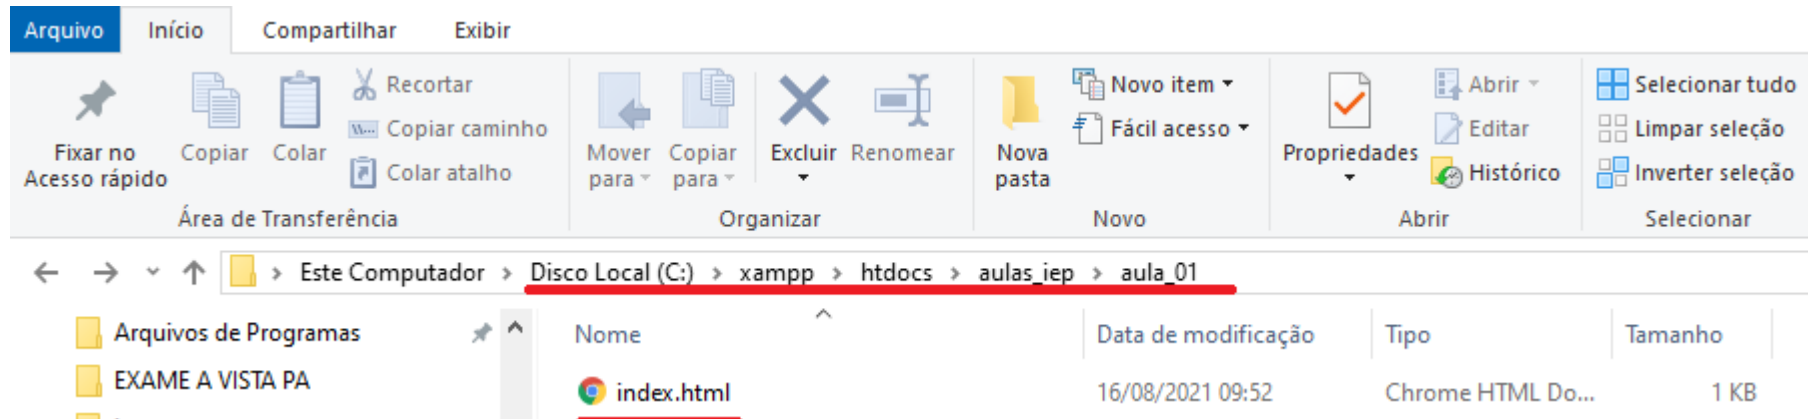 Arquivo Início Compartilhar Exibir
Fixar no
Acesso rápido
Copiar
Colar
Recortar
Copiar caminho
Colar atalho
Área de Transferência
Mover
para
Copiar
para
Excluir
Renomear
Organizar
Nova
pasta
Novo item
Fácil acesso
Novo
Propriedades
Abrir
Editar
Histórico
Abrir
Selecionar tudo
Limpar seleção
Inverter seleção
Selecionar
Este Computador > Disco Local (C:) > xampp > htdocs > aulas_iep > aula_01
Arquivos de Programas
EXAME A VISTA PA
Nome Data de modificação Tipo Tamanho
index.html 16/08/2021 09:52 Chrome HTML Do... 1 KB